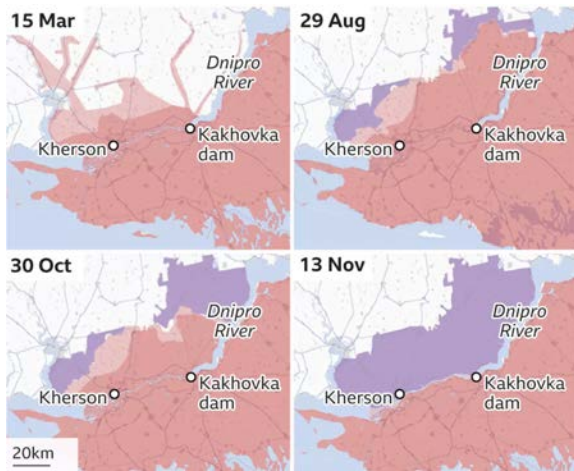 15 Mar
Dnipro
River
Kherson
Kakhovka
dam
29 Aug
Dnipro
River
Kherson
Kakhovka
dam
30 Oct
Dnipro
River
Kherson
Kakhovka
dam
20km
13 Nov
Dnipro
River
Kherson
Kakhovka
dam